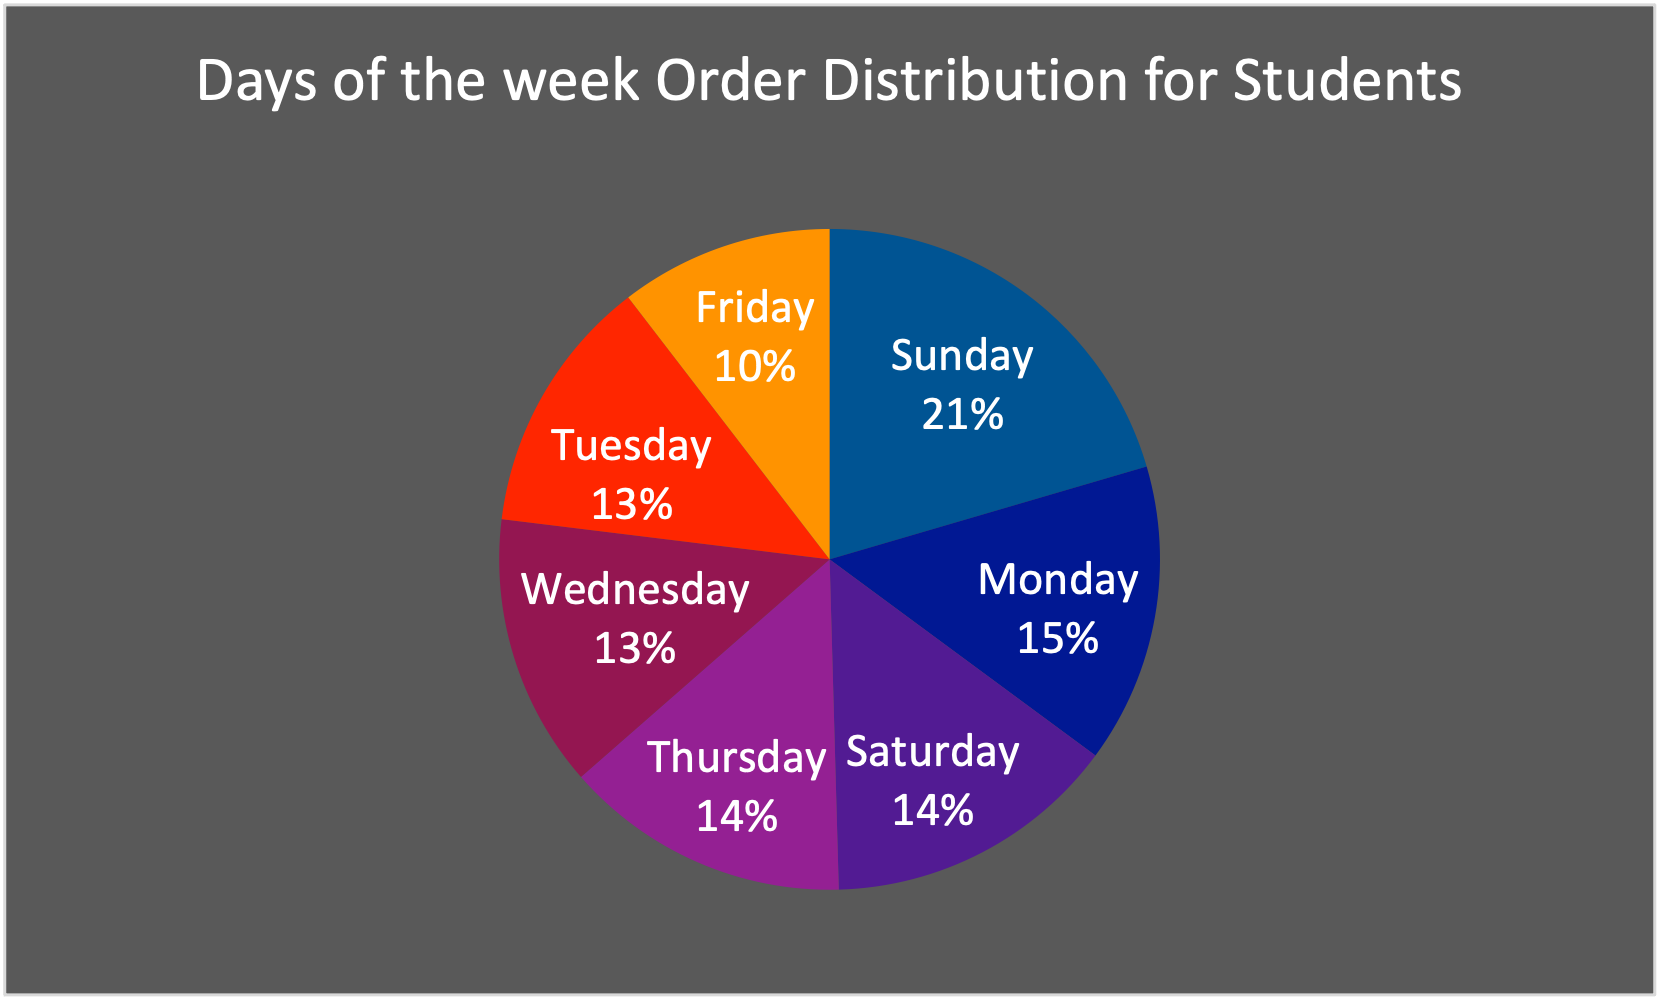 Days of the week Order Distribution for Students
Friday
10%
Sunday
21%
Tuesday
13%
Monday
15%
Wednesday
13%
Thursday
14%
Saturday
14%